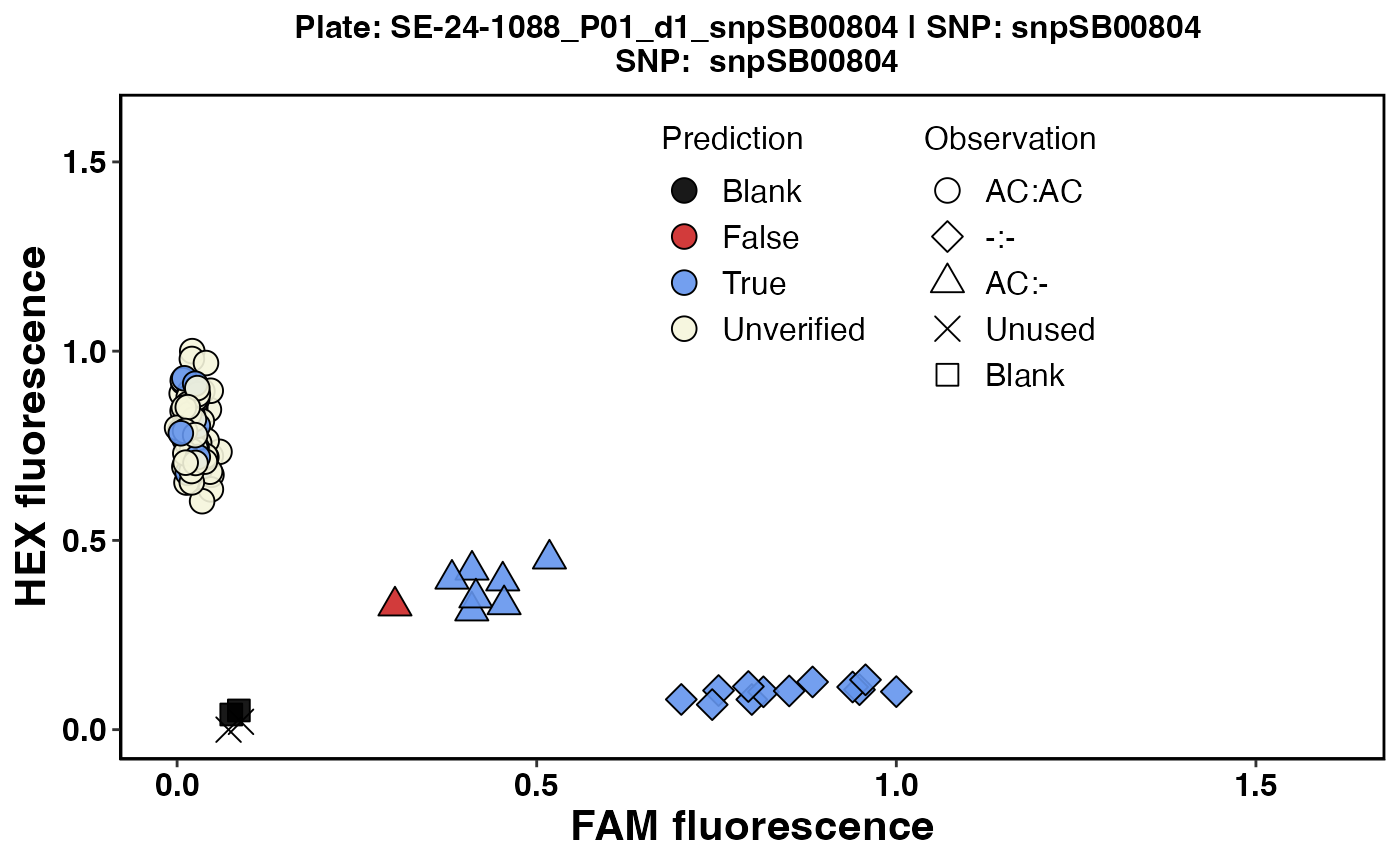 Plate: SE-24-1088_P01_d1_snpSB00804 I SNP: snpSB00804
SNP:  snpSB00804
Prediction
Blank
False
True
Unverified
Observation
AC:AC
-:-
AC:-
Unused
Blank
HEX fluorescence
1.5
1.0
0.5
0.0
0.0
0.5
1.0
1.5
FAM fluorescence